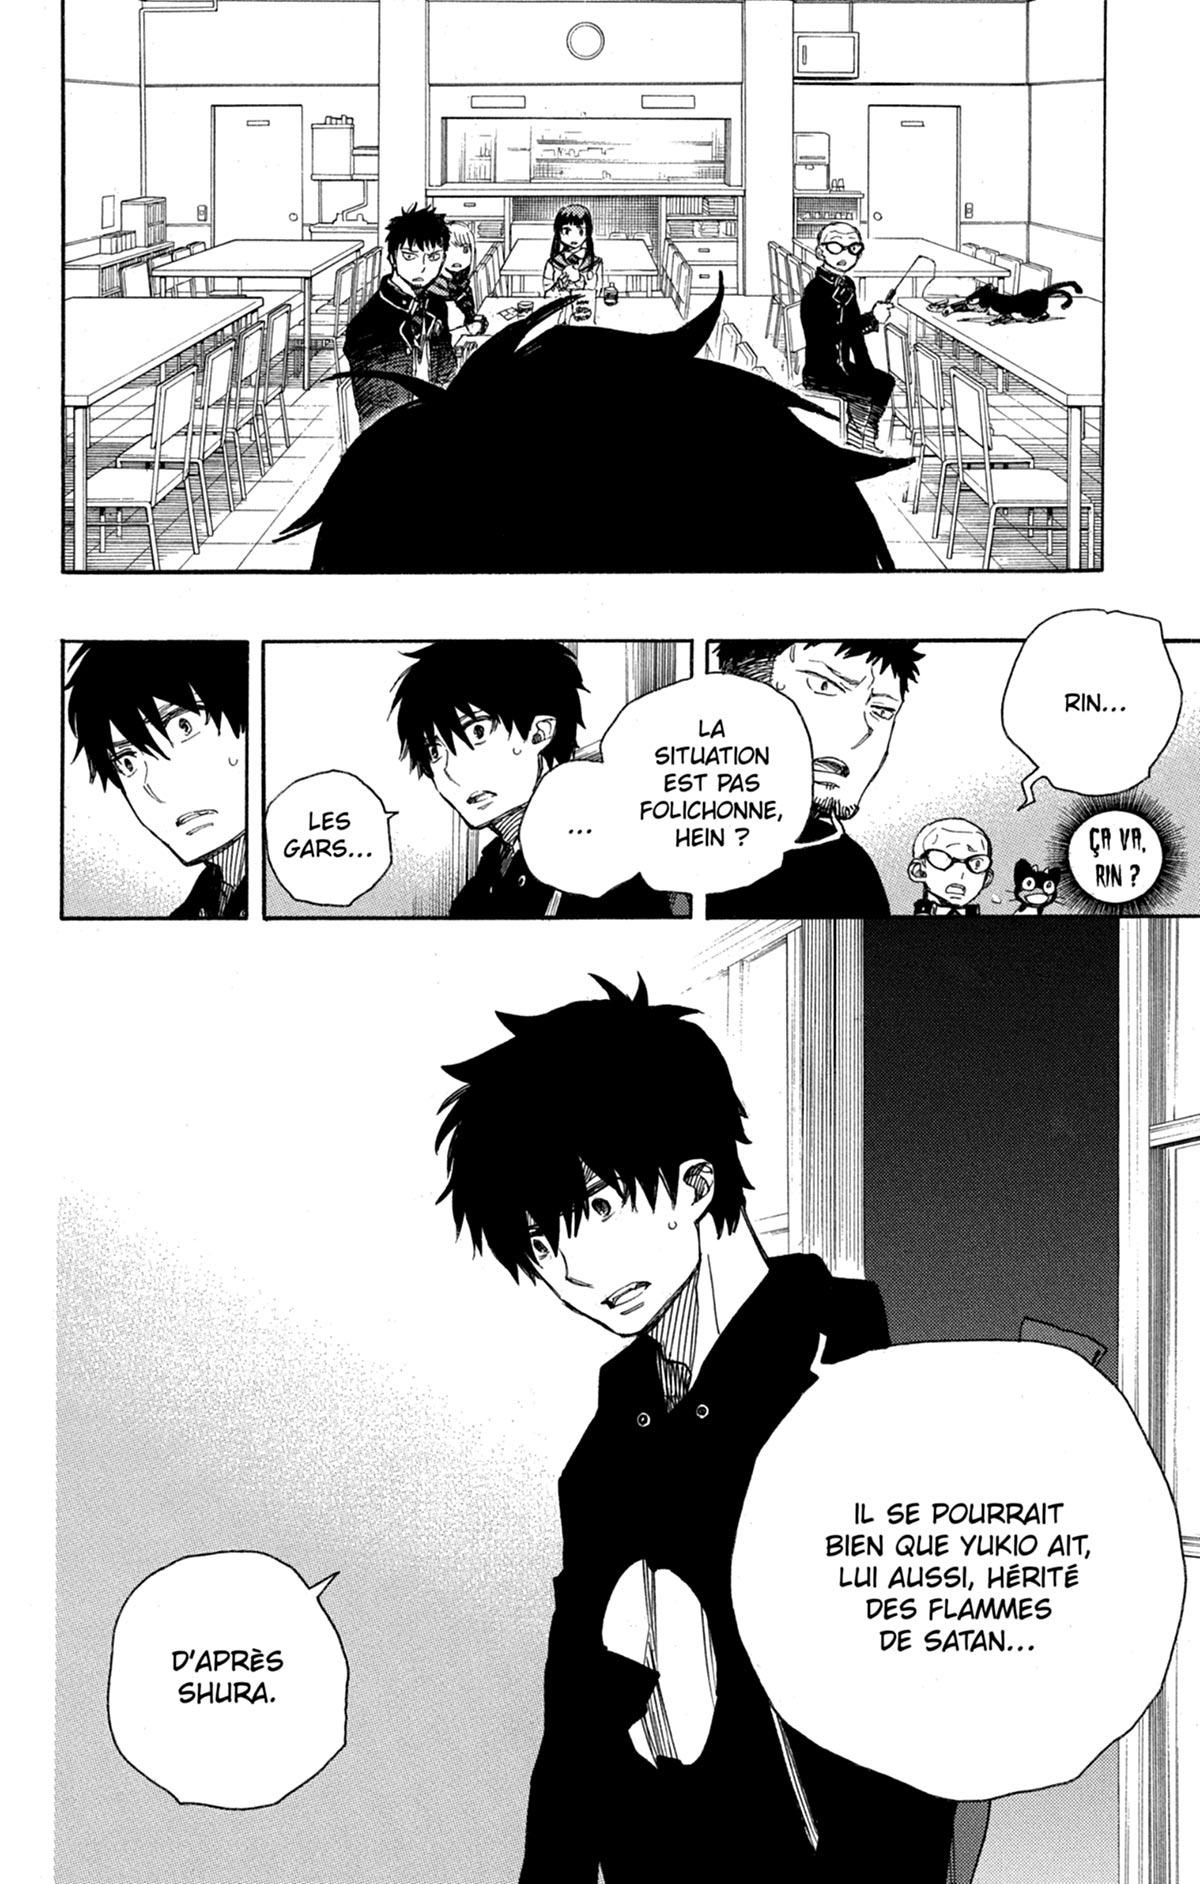 RIN...
ÇA VA,
RIN ?
LA
SITUATION
EST PAS
FOLICHONNE,
HEIN ?
...
LES
GARS...
IL SE POURRAIT
BIEN QUE YUKIO AIT,
LUI AUSSI, HÉRITÉ
DES FLAMMES
DE SATAN...
D'APRÈS
SHURA.